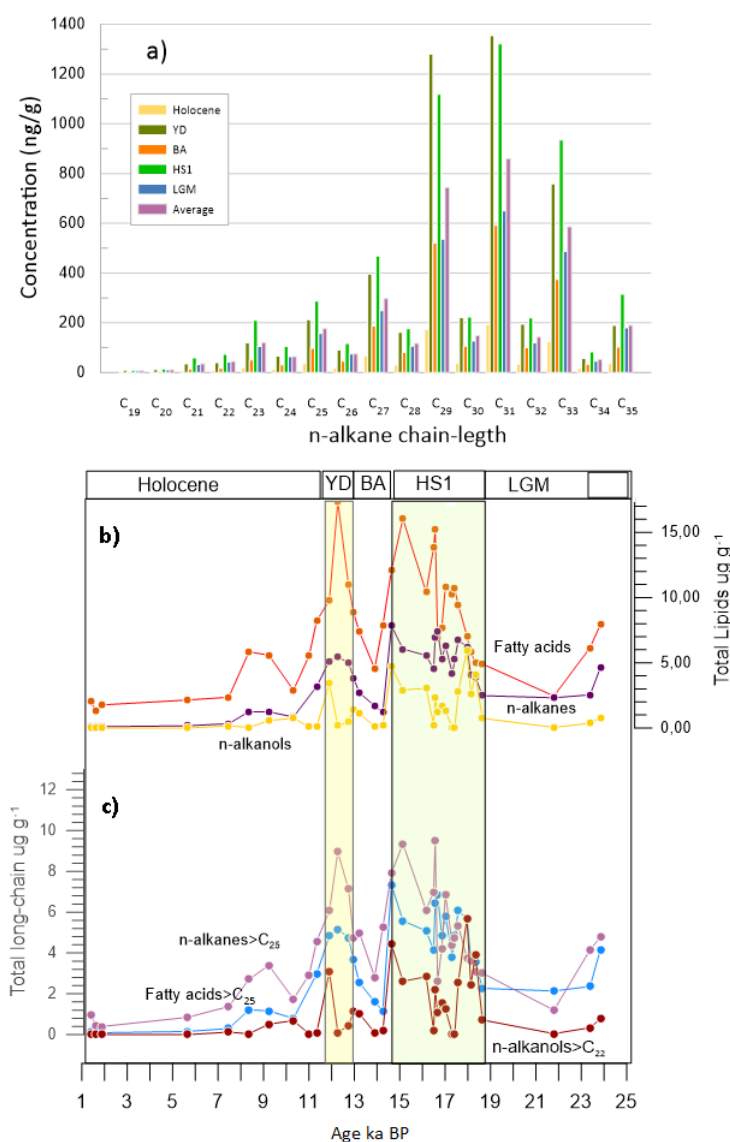 1400
1200
1000
800
600
400
200
0
Concentration (ng/g)
a)
Holocene
YD
BA
HS1
LGM
Average
C19 C20 C21 C22 C23 C24 C25 C26 C27 C28 C29 C30 C31 C32 C33 C34 C35
n-alkane chain-legth
Holocene YD BA HS1 LGM
b)
15,00
10,00
5,00
0,00
Total Lipids ug g-1
Fatty acids
n-alkanes
n-alkanols
c)
12
10
8
6
4
2
0
Total long-chain ug g-1
n-alkanes>C25
Fatty acids>C25
n-alkanols>C22
1 3 5 7 9 11 13 15 17 19 21 23 25
Age ka BP